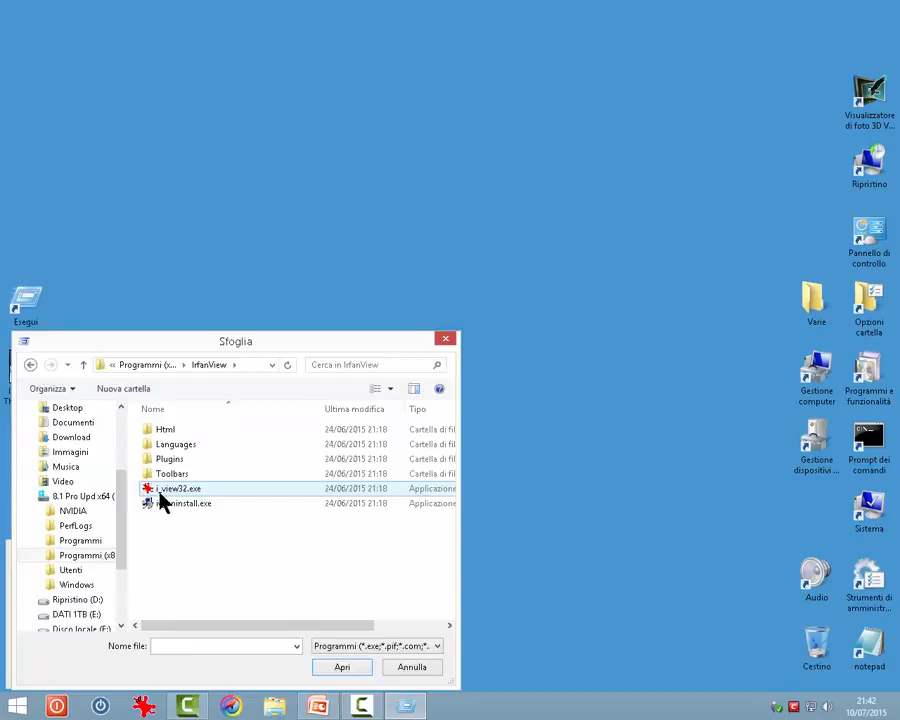 Visualizzatore
di foto 3D V...
Ripristino
Pannello di
controllo
Esegui
Varie
Opzioni
cartella
Gestione
computer
Programmi e
funzionalità
Gestione
dispositivi ...
Prompt dei
comandi
Sistema
Audio
Strumenti di
amministr...
Cestino
notepad
Sfoglia
« Programmi (x... IrfanView
Cerca in IrfanView
Organizza
Nuova cartella
Nome
Ultima modifica
Tipo
Desktop
Documenti
Download
Immagini
Musica
Video
8.1 Pro Upd x64 (
NVIDIA
PerfLogs
Programmi
Programmi (x8
Utenti
Windows
Ripristino (D:)
DATI 1TB (E:)
Disco locale (F:)
Html 24/06/2015 21:18 Cartella di fil
Languages 24/06/2015 21:18 Cartella di fil
Plugins 24/06/2015 21:18 Cartella di fil
Toolbars 24/06/2015 21:18 Cartella di fil
i_view32.exe 24/06/2015 21:18 Applicazione
ninstall.exe 24/06/2015 21:18 Applicazione
Nome file:
Programmi (*.exe;*.pif;*.com;*.
Apri
Annulla
21:42
10/07/2015